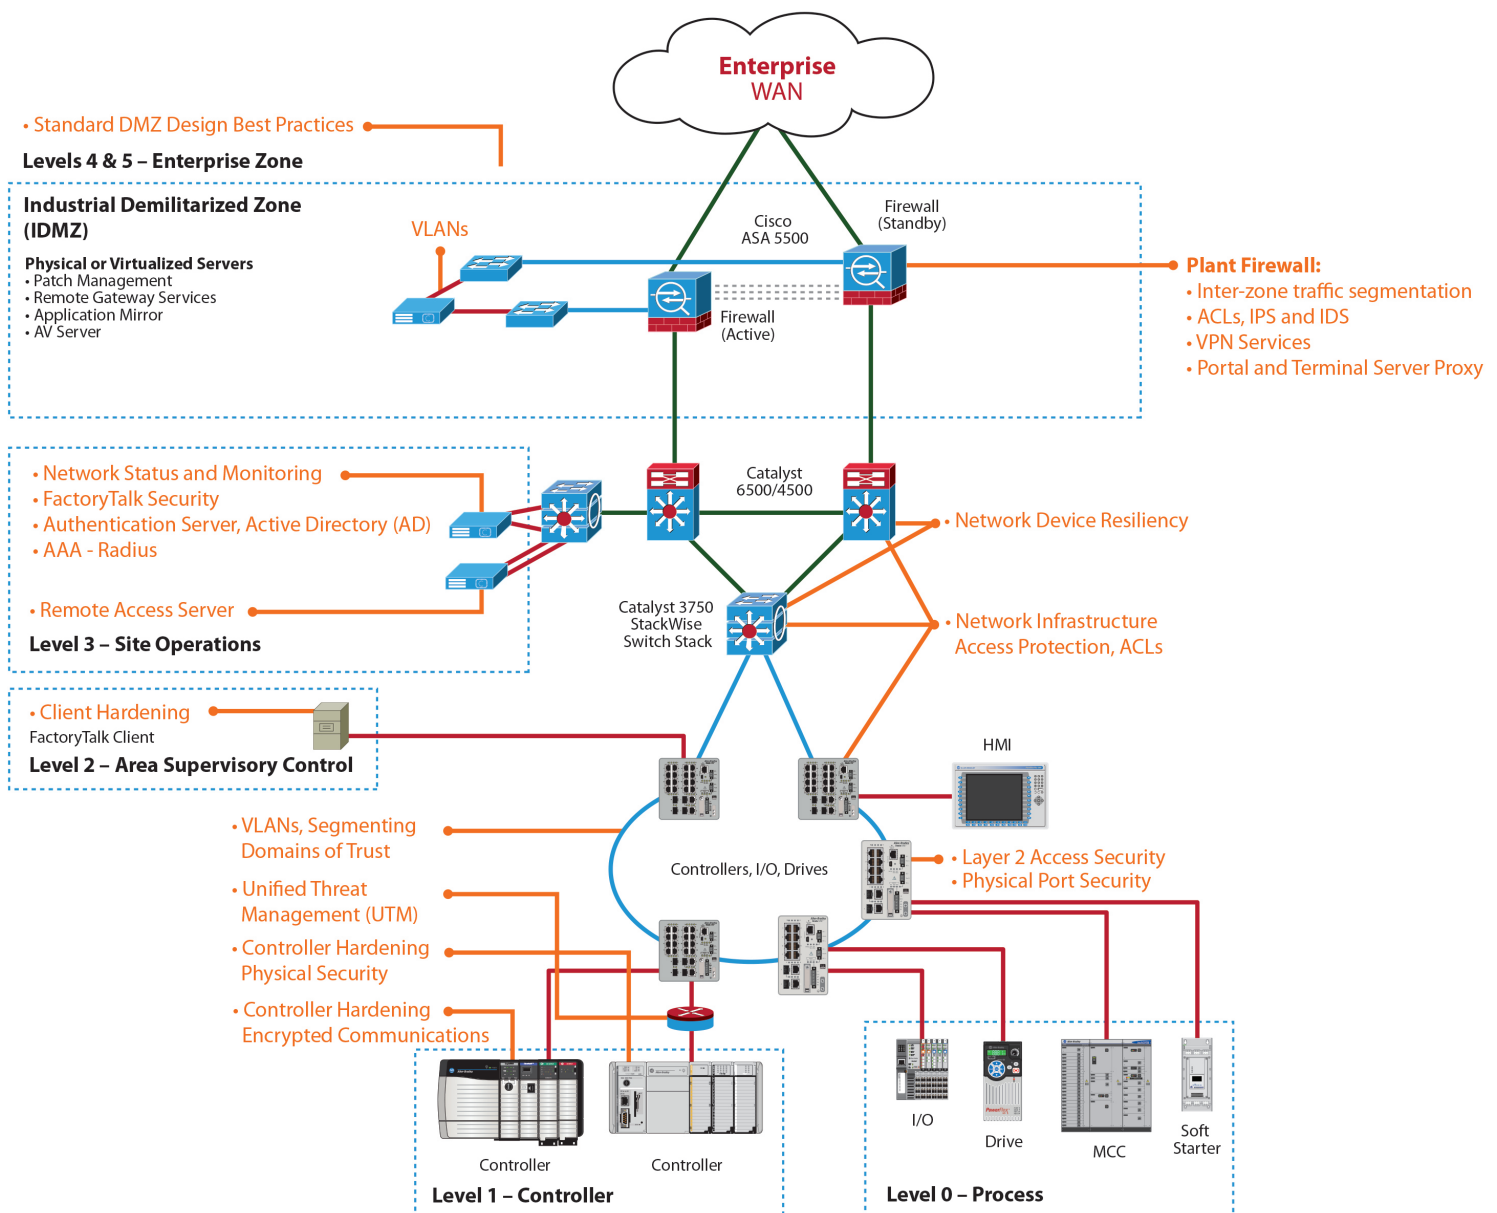 Enterprise
WAN
• Standard DMZ Design Best Practices
Levels 4 & 5 – Enterprise Zone
Industrial Demilitarized Zone
(IDMZ)
Physical or Virtualized Servers
• Patch Management
• Remote Gateway Services
• Application Mirror
• AV Server
VLANs
Cisco
ASA 5500
Firewall
(Standby)
Firewall
(Active)
Plant Firewall:
• Inter-zone traffic segmentation
• ACLs, IPS and IDS
• VPN Services
• Portal and Terminal Server Proxy
• Network Status and Monitoring
• FactoryTalk Security
• Authentication Server, Active Directory (AD)
• AAA - Radius
• Remote Access Server
Level 3 – Site Operations
Catalyst
6500/4500
• Network Device Resiliency
Catalyst 3750
StackWise
Switch Stack
• Network Infrastructure
Access Protection, ACLs
• Client Hardening
FactoryTalk Client
Level 2 – Area Supervisory Control
HMI
• VLANs, Segmenting
Domains of Trust
Controllers, I/O, Drives
• Layer 2 Access Security
• Physical Port Security
• Unified Threat
Management (UTM)
• Controller Hardening
Physical Security
• Controller Hardening
Encrypted Communications
Controller
Controller
Level 1 – Controller
I/O
Drive
MCC
Soft
Starter
Level 0 – Process